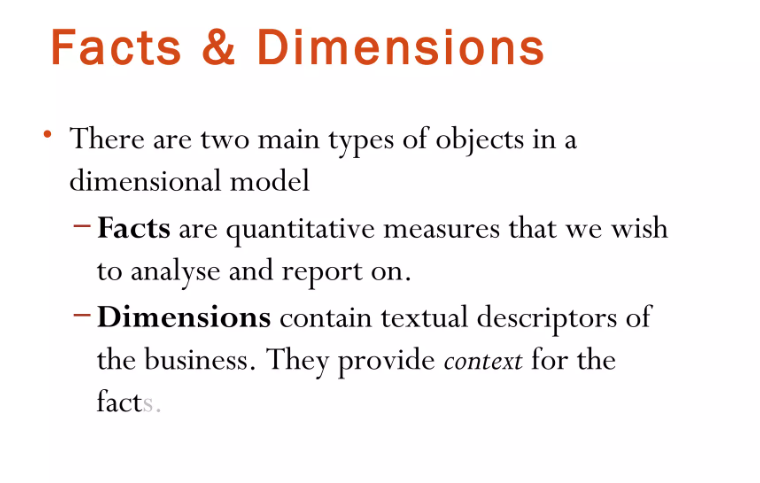 Facts & Dimensions
• There are two main types of objects in a
dimensional model
– Facts are quantitative measures that we wish
to analyse and report on.
– Dimensions contain textual descriptors of
the business. They provide context for the
facts.